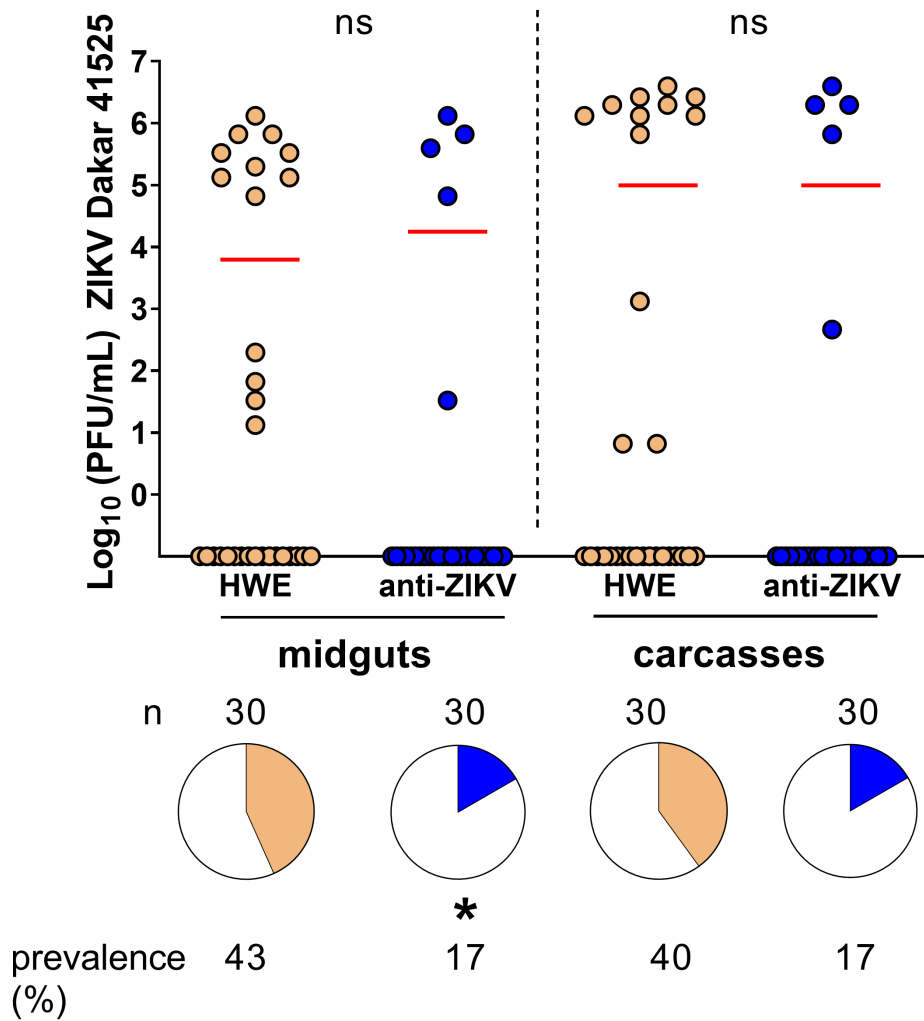 ns ns
Log10 (PFU/mL) ZIKV Dakar 41525
7
6
5
4
3
2
1
0
HWE anti-ZIKV HWE anti-ZIKV
midguts carcasses
n 30 30 30 30
*
prevalence 43 17 40 17
(%)